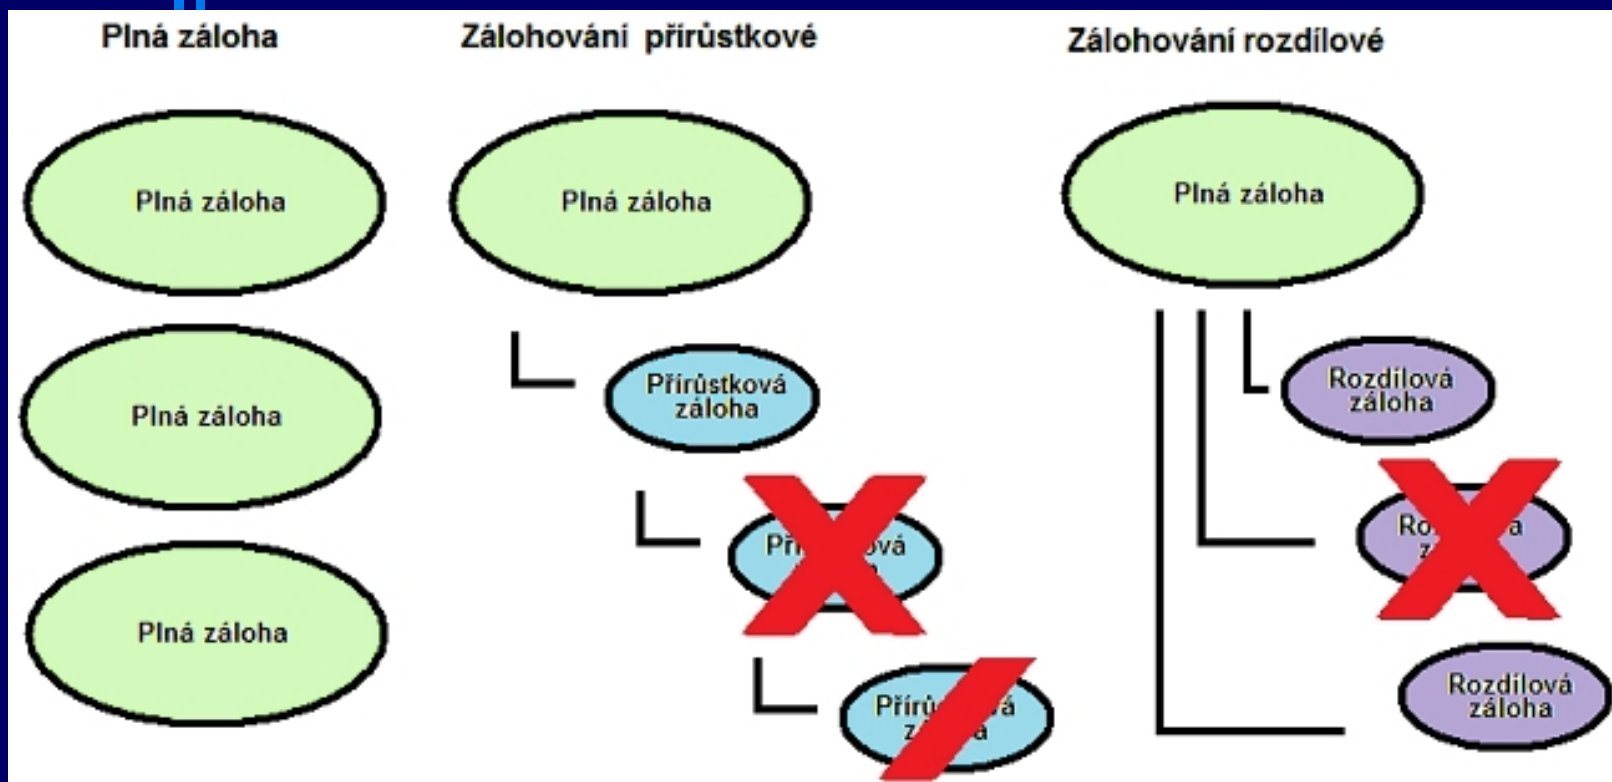 Plná záloha
Plná záloha
Plná záloha
Plná záloha
Zálohování přírůstkové
Plná záloha
Přírůstková
záloha
Zálohování rozdílové
Plná záloha
Rozdílová
záloha
Rozdílová
záloha